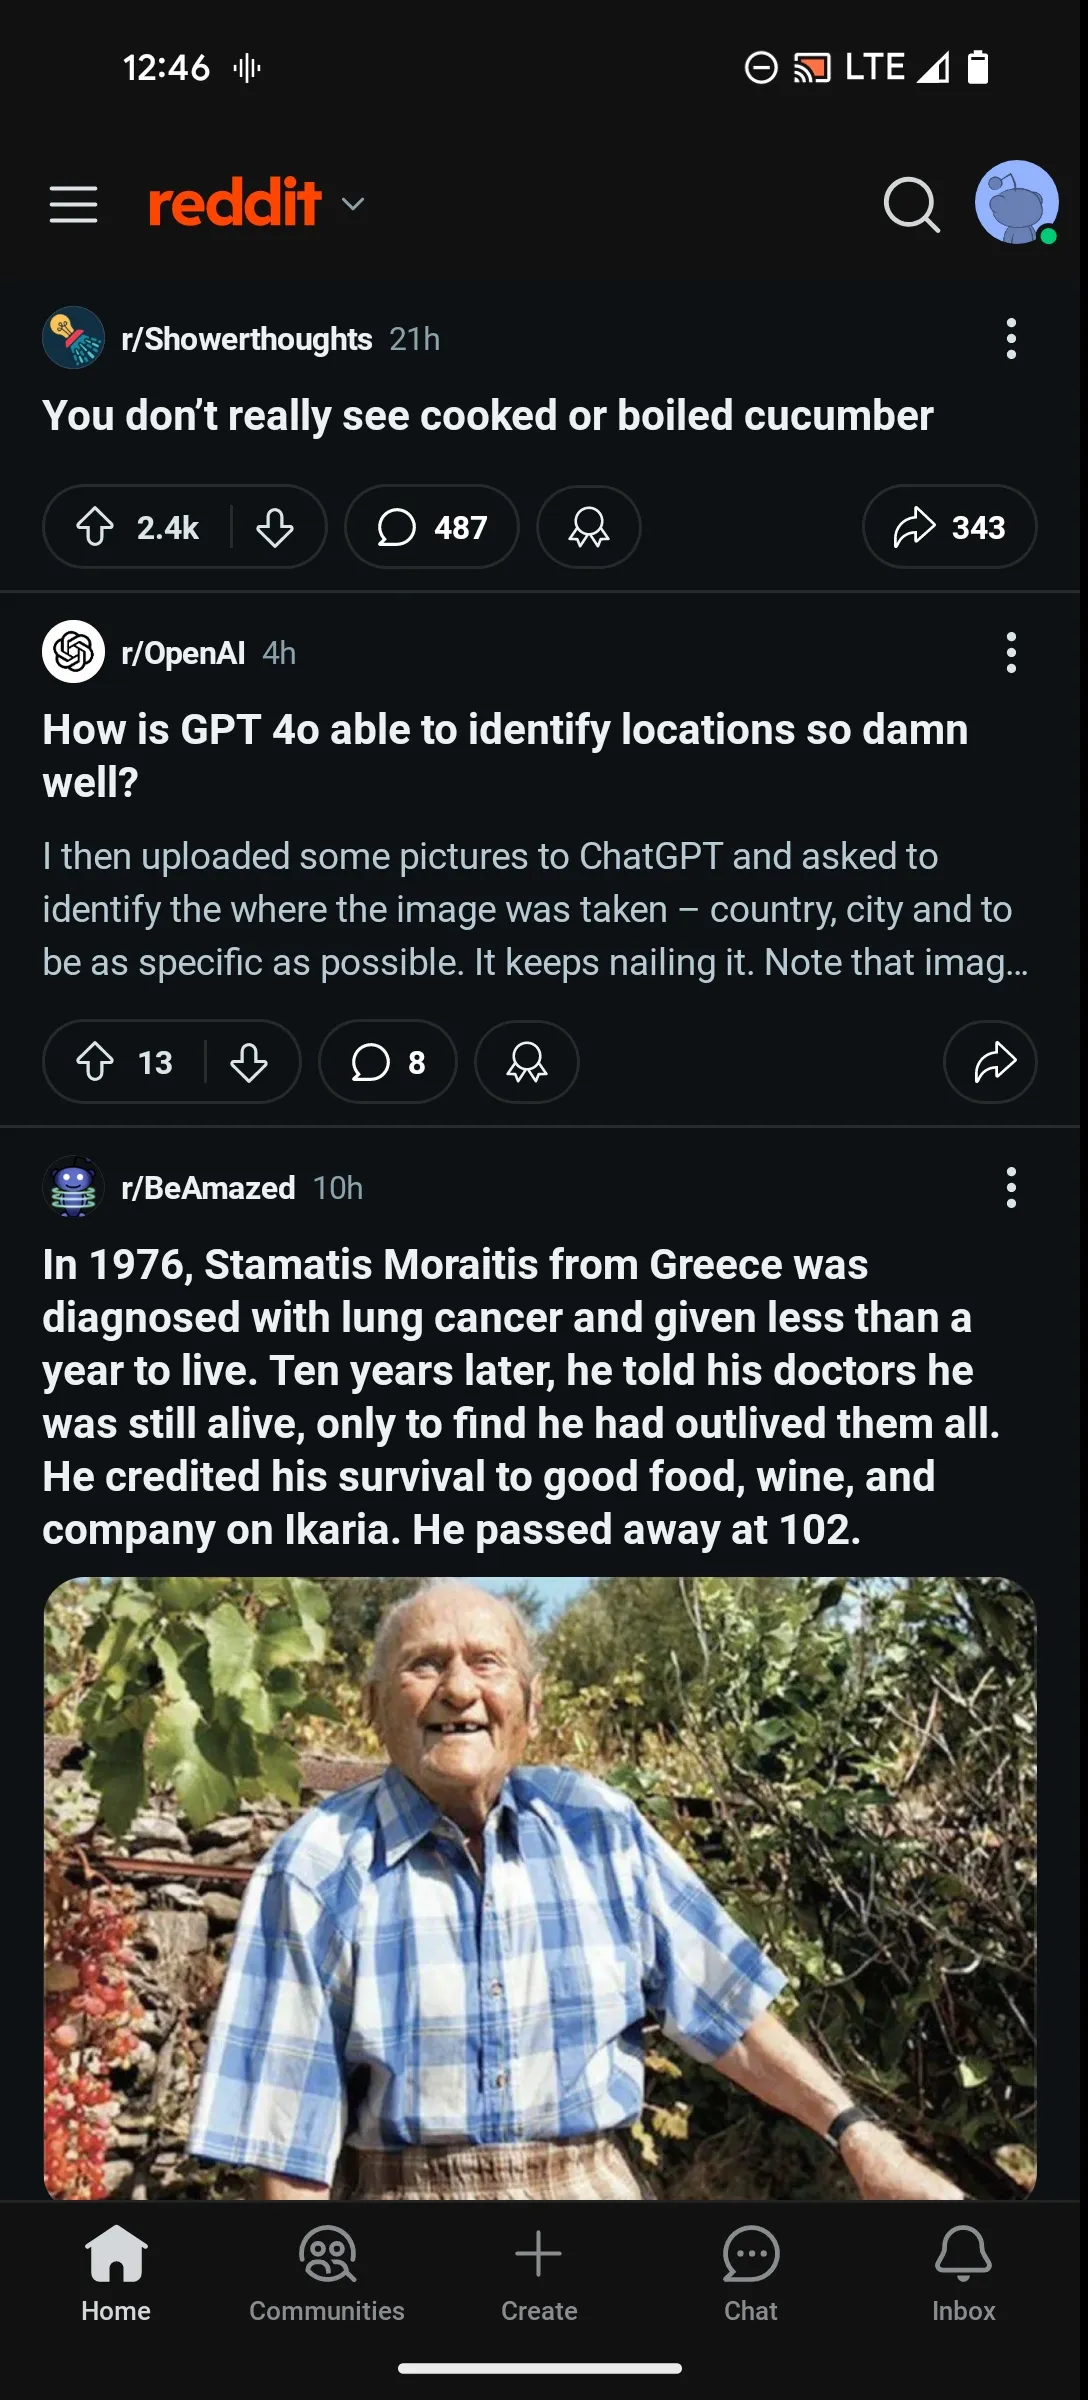 12:46 LTE
reddit
r/Showerthoughts 21h
You don’t really see cooked or boiled cucumber
2.4k 487 343
r/OpenAI 4h
How is GPT 4o able to identify locations so damn
well?
I then uploaded some pictures to ChatGPT and asked to
identify the where the image was taken – country, city and to
be as specific as possible. It keeps nailing it. Note that imag…
13 8
r/BeAmazed 10h
In 1976, Stamatis Moraitis from Greece was
diagnosed with lung cancer and given less than a
year to live. Ten years later, he told his doctors he
was still alive, only to find he had outlived them all.
He credited his survival to good food, wine, and
company on Ikaria. He passed away at 102.
Home Communities Create Chat Inbox